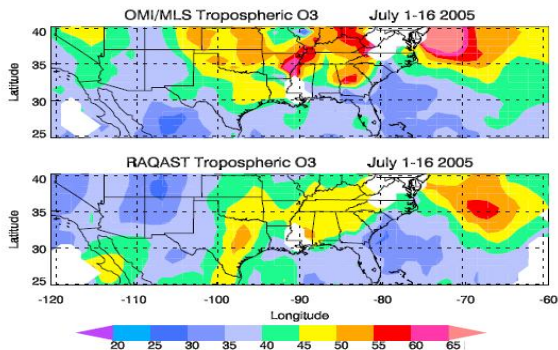 OMI/MLS Tropospheric O3 July 1-16 2005
40
35
30
25
Latitude
RAQAST Tropospheric O3 July 1-16 2005
40
35
30
25
Latitude
-120 -110 -100 -90 -80 -70 -60
Longitude
20 25 30 35 40 45 50 55 60 65